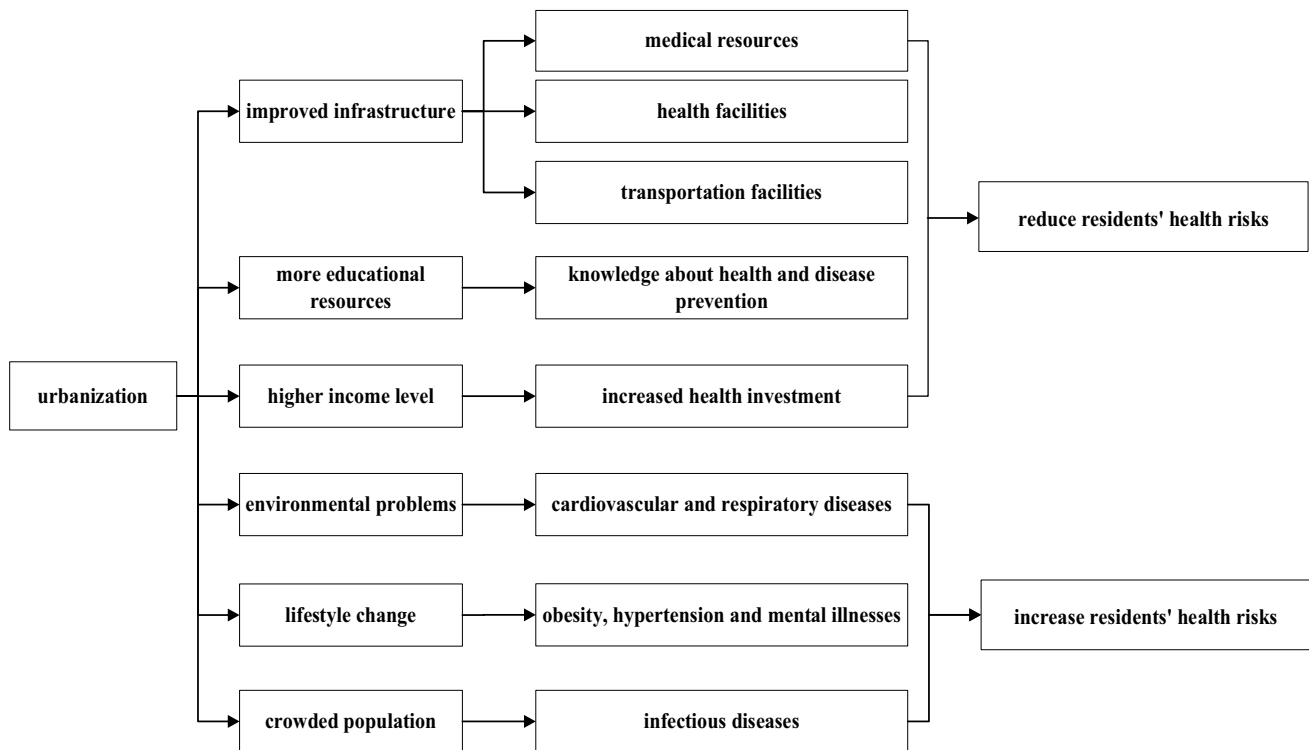 medical resources
improved infrastructure
health facilities
transportation facilities
reduce residents' health risks
more educational
resources
knowledge about health and disease
prevention
urbanization
higher income level
increased health investment
environmental problems
cardiovascular and respiratory diseases
lifestyle change
obesity, hypertension and mental illnesses
increase residents' health risks
crowded population
infectious diseases